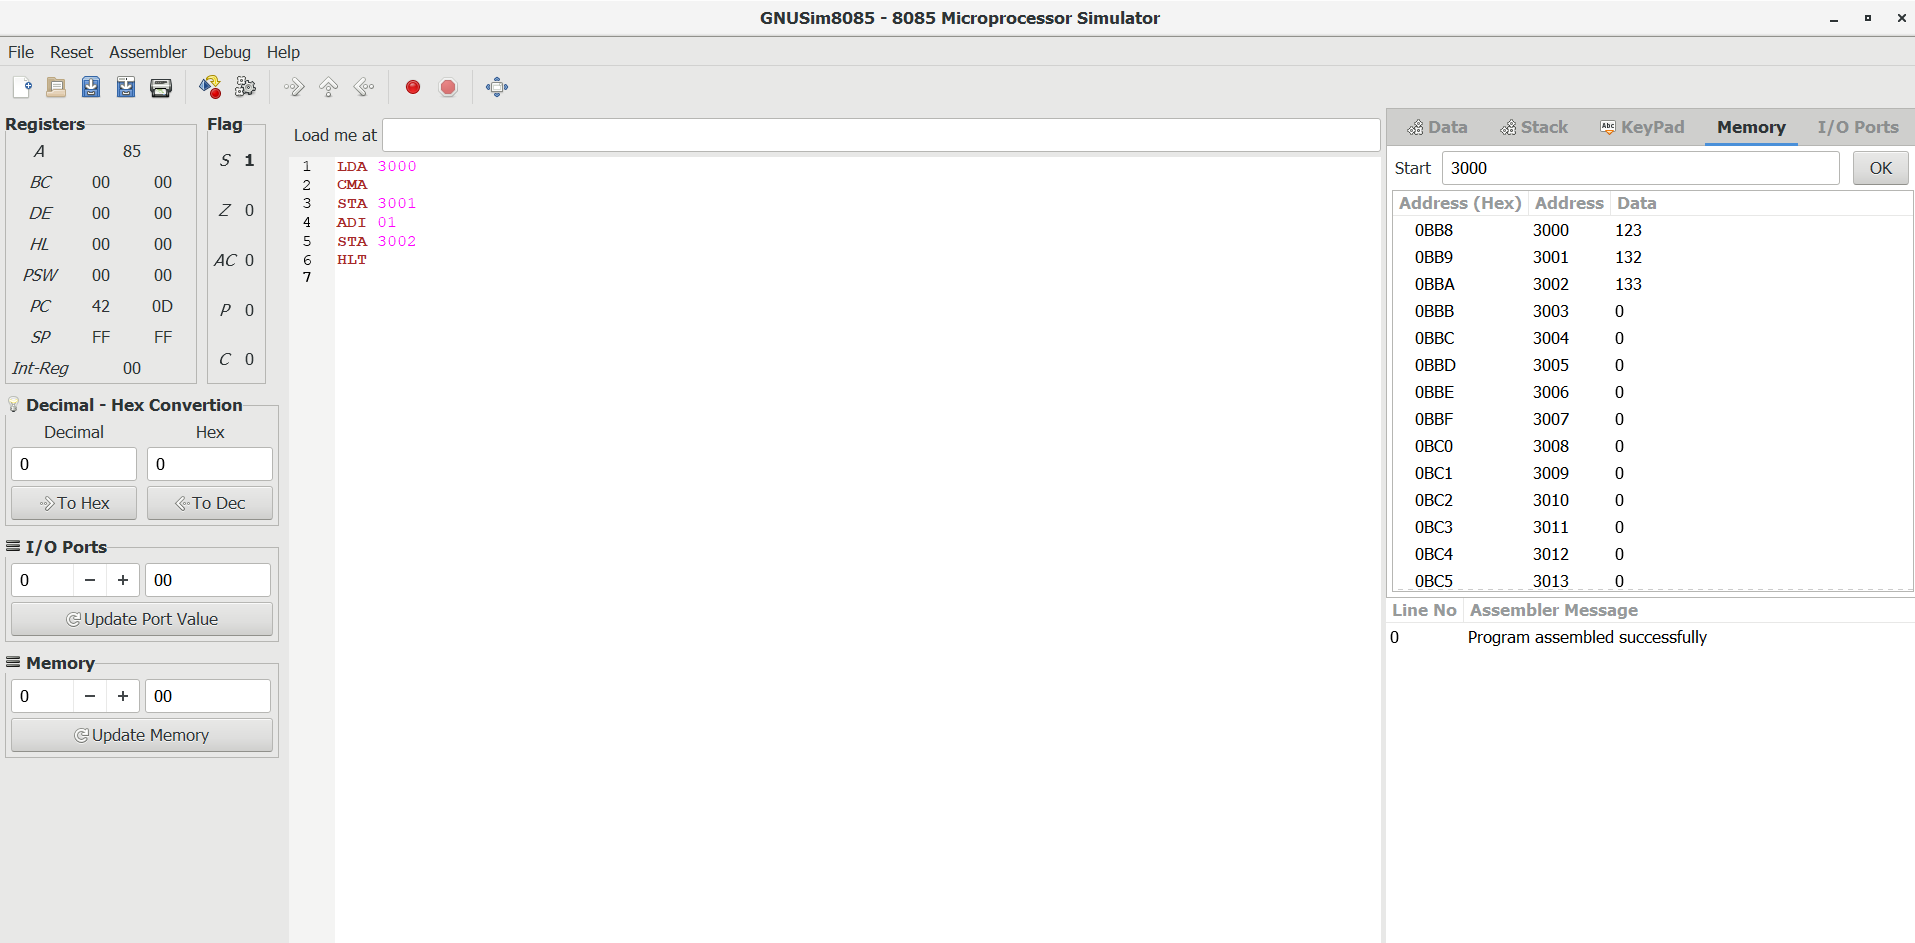 GNUSim8085 - 8085 Microprocessor Simulator
File Reset Assembler Debug Help
Registers
A 85
BC 00 00
DE 00 00
HL 00 00
PSW 00 00
PC 42 0D
SP FF FF
Int-Reg 00
Flag
S 1
Z 0
AC 0
P 0
C 0
Decimal - Hex Convertion
Decimal Hex
0 0
To Hex To Dec
I/O Ports
0 − + 00
Update Port Value
Memory
0 − + 00
Update Memory
Load me at
1 LDA 3000
2 CMA
3 STA 3001
4 ADI 01
5 STA 3002
6 HLT
7
Data Stack Abc KeyPad Memory I/O Ports
Start 3000 OK
Address (Hex) Address Data
0BB8 3000 123
0BB9 3001 132
0BBA 3002 133
0BBB 3003 0
0BBC 3004 0
0BBD 3005 0
0BBE 3006 0
0BBF 3007 0
0BC0 3008 0
0BC1 3009 0
0BC2 3010 0
0BC3 3011 0
0BC4 3012 0
0BC5 3013 0
Line No Assembler Message
0 Program assembled successfully